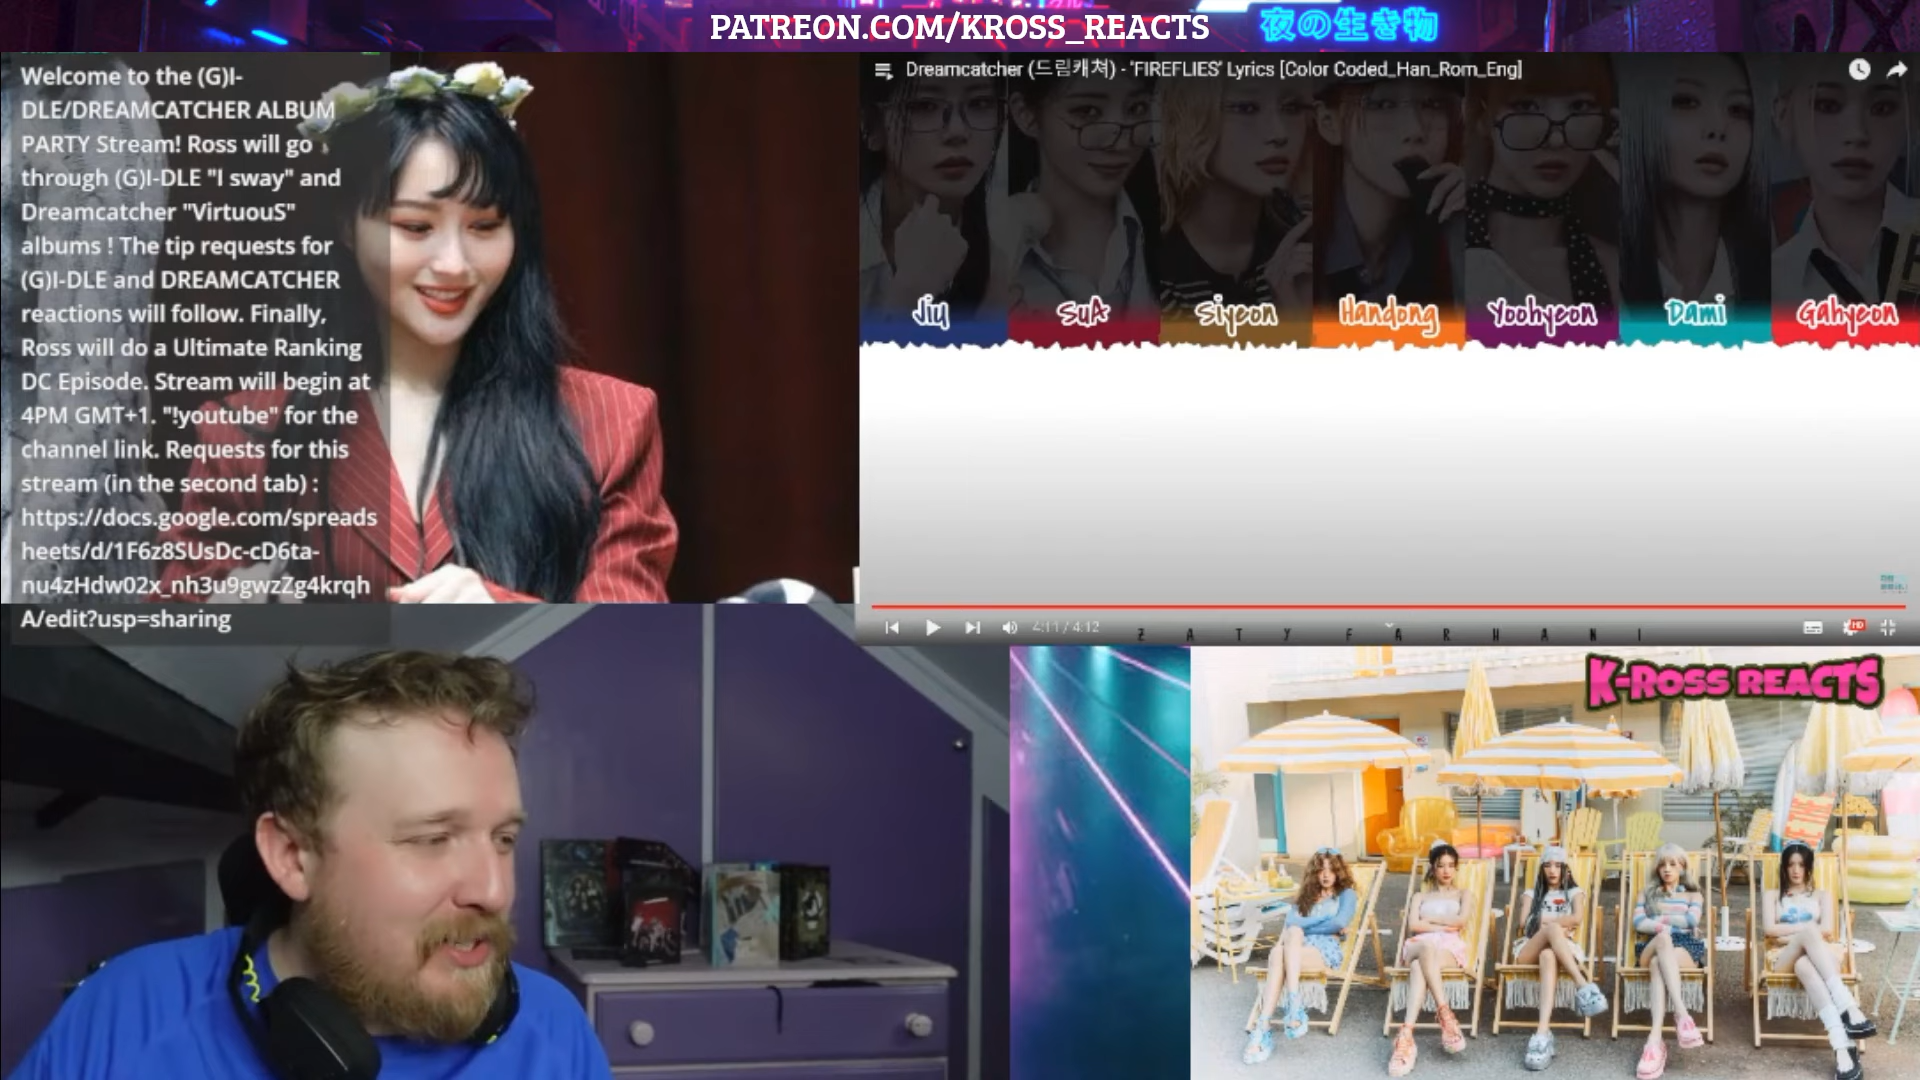 PATREON.COM/KROSS_REACTS
夜の生き物
Welcome to the (G)I-
DLE/DREAMCATCHER ALBUM
PARTY Stream! Ross will go
through (G)I-DLE "I sway" and
Dreamcatcher "VirtuouS"
albums ! The tip requests for
(G)I-DLE and DREAMCATCHER
reactions will follow. Finally,
Ross will do a Ultimate Ranking
DC Episode. Stream will begin at
4PM GMT+1. "!youtube" for the
channel link. Requests for this
stream (in the second tab) :
https://docs.google.com/spreads
heets/d/1F6z8SUsDc-cD6ta-
nu4zHdw02x_nh3u9gwzZg4krqh
A/edit?usp=sharing
Dreamcatcher (드림캐쳐) - 'FIREFLIES' Lyrics [Color Coded_Han_Rom_Eng]
Jiu SuA Siyeon Handong Yoohyeon Dami Gahyeon
4:11 / 4:12
Z A T Y F A R H A N I
HD
K-ROSS REACTS